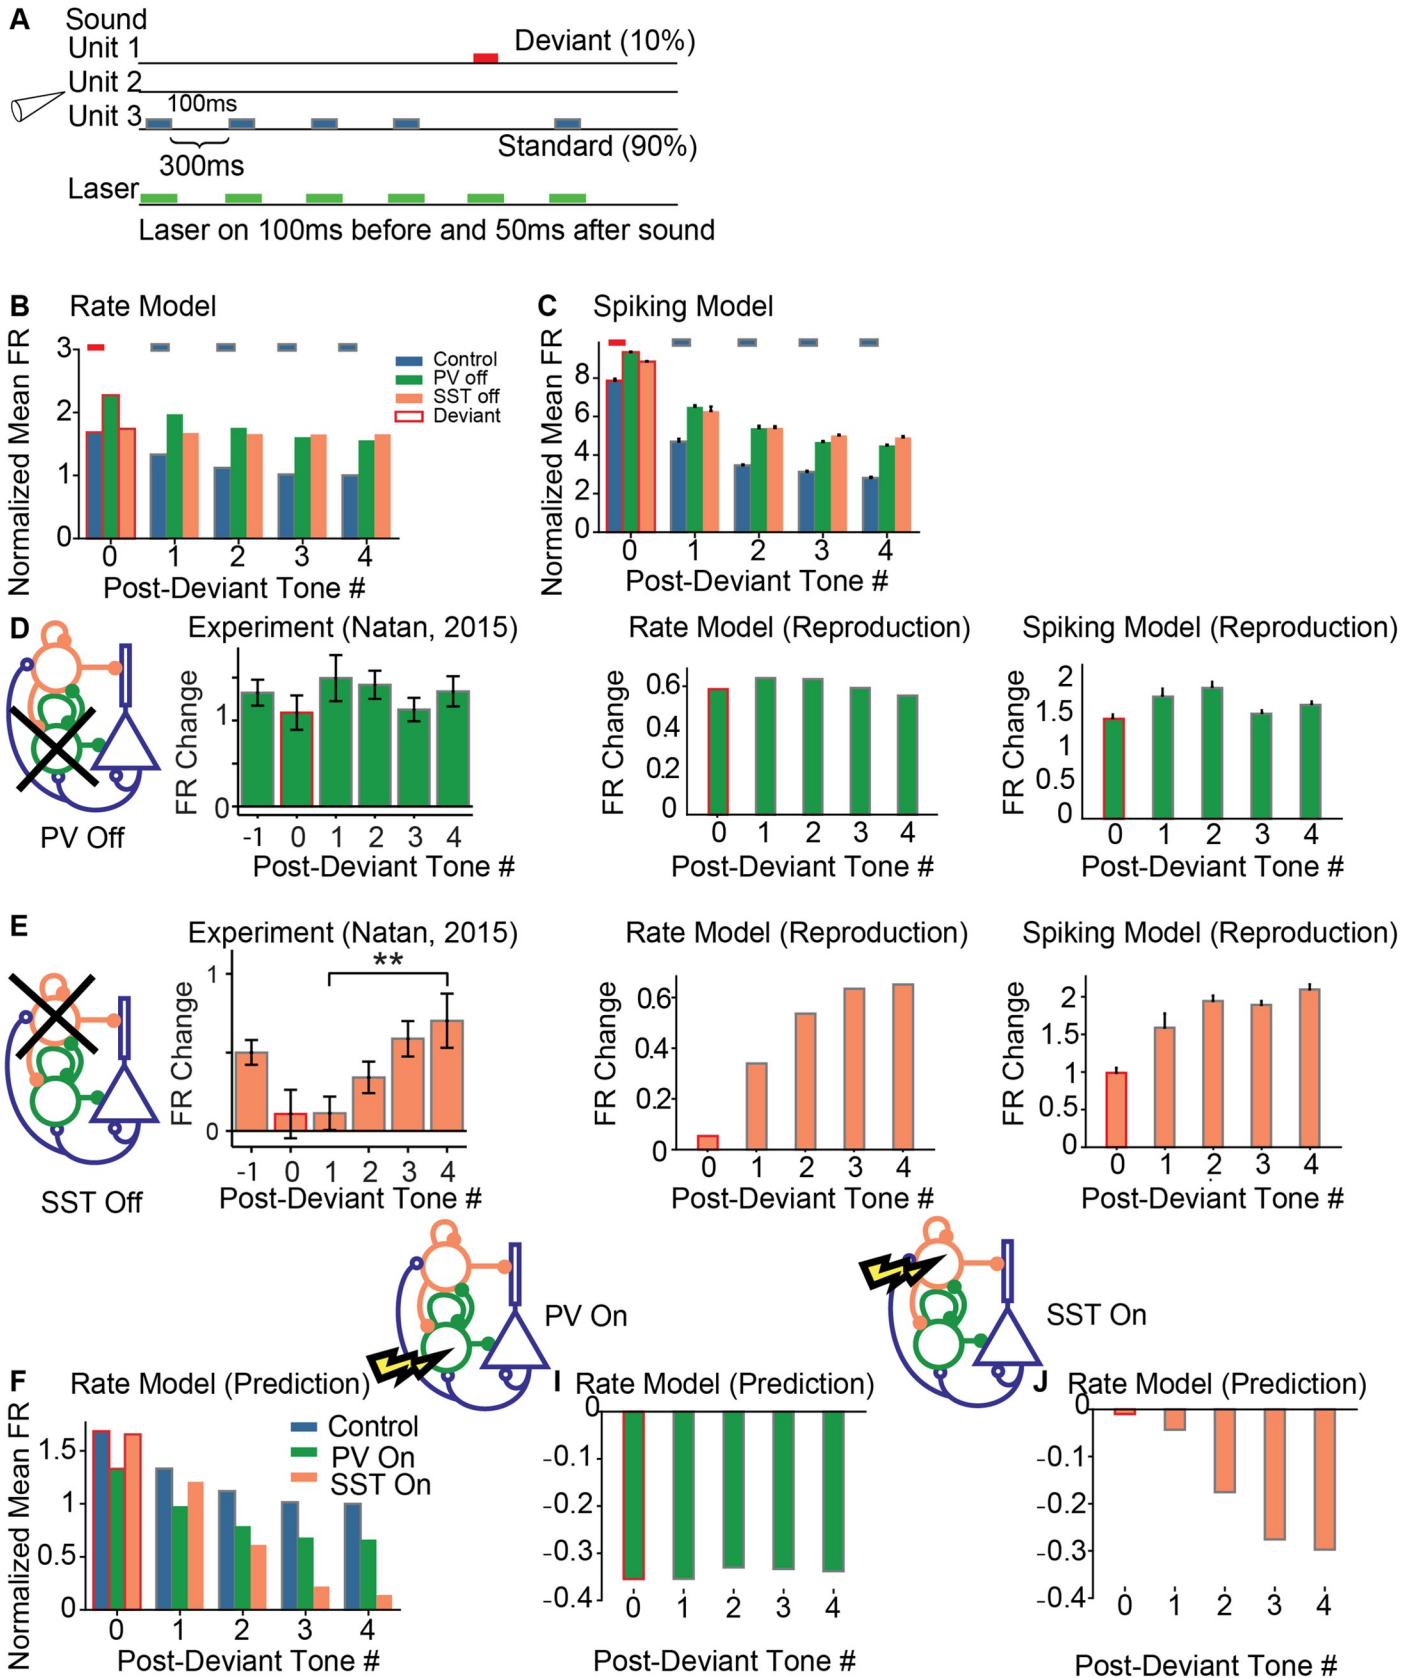 A
Sound
Unit 1
Deviant (10%)
Unit 2
100ms
Unit 3
Standard (90%)
300ms
Laser
Laser on 100ms before and 50ms after sound
B Rate Model
Normalized Mean FR
3
2
1
0
Control
PV off
SST off
Deviant
0 1 2 3 4
Post-Deviant Tone #
C Spiking Model
Normalized Mean FR
8
6
4
2
0
0 1 2 3 4
Post-Deviant Tone #
D
PV Off
Experiment (Natan, 2015)
FR Change
1
0
-1 0 1 2 3 4
Post-Deviant Tone #
Rate Model (Reproduction)
FR Change
0.6
0.4
0.2
0
0 1 2 3 4
Post-Deviant Tone #
Spiking Model (Reproduction)
FR Change
2
1.5
1
0.5
0
0 1 2 3 4
Post-Deviant Tone #
E
SST Off
Experiment (Natan, 2015)
FR Change
1
0
**
-1 0 1 2 3 4
Post-Deviant Tone #
Rate Model (Reproduction)
FR Change
0.6
0.4
0.2
0
0 1 2 3 4
Post-Deviant Tone #
Spiking Model (Reproduction)
FR Change
2
1.5
1
0.5
0
0 1 2 3 4
Post-Deviant Tone #
PV On
SST On
F Rate Model (Prediction)
Normalized Mean FR
1.5
1
0.5
0
Control
PV On
SST On
0 1 2 3 4
Post-Deviant Tone #
I Rate Model (Prediction)
0
-0.1
-0.2
-0.3
-0.4
0 1 2 3 4
Post-Deviant Tone #
J Rate Model (Prediction)
0
-0.1
-0.2
-0.3
-0.4
0 1 2 3 4
Post-Deviant Tone #